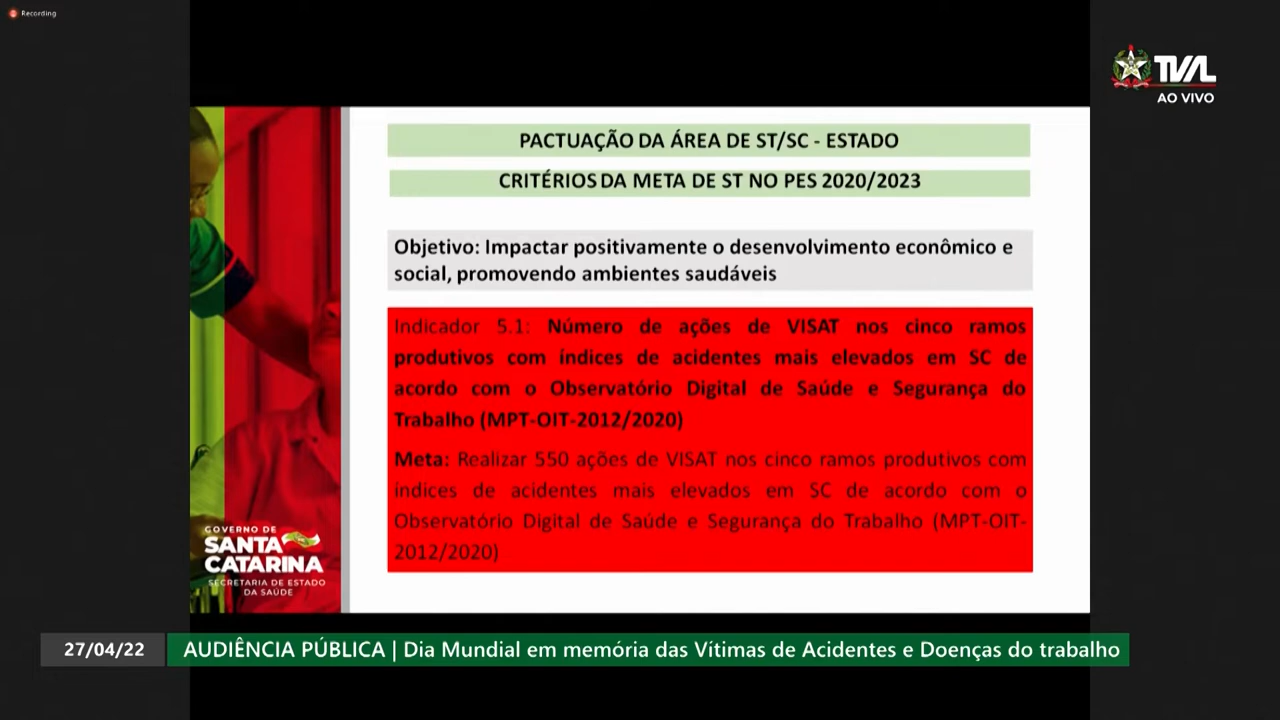 Recording
TVAL
AO VIVO
PACTUAÇÃO DA ÁREA DE ST/SC - ESTADO
CRITÉRIOS DA META DE ST NO PES 2020/2023
Objetivo: Impactar positivamente o desenvolvimento econômico e
social, promovendo ambientes saudáveis
Indicador 5.1: Número de ações de VISAT nos cinco ramos
produtivos com índices de acidentes mais elevados em SC de
acordo com o Observatório Digital de Saúde e Segurança do
Trabalho (MPT-OIT-2012/2020)
Meta: Realizar 550 ações de VISAT nos cinco ramos produtivos com
índices de acidentes mais elevados em SC de acordo com o
Observatório Digital de Saúde e Segurança do Trabalho (MPT-OIT-
2012/2020)
GOVERNO DE
SANTA
CATARINA
SECRETARIA DE ESTADO
DA SAÚDE
27/04/22
AUDIÊNCIA PÚBLICA | Dia Mundial em memória das Vítimas de Acidentes e Doenças do trabalho